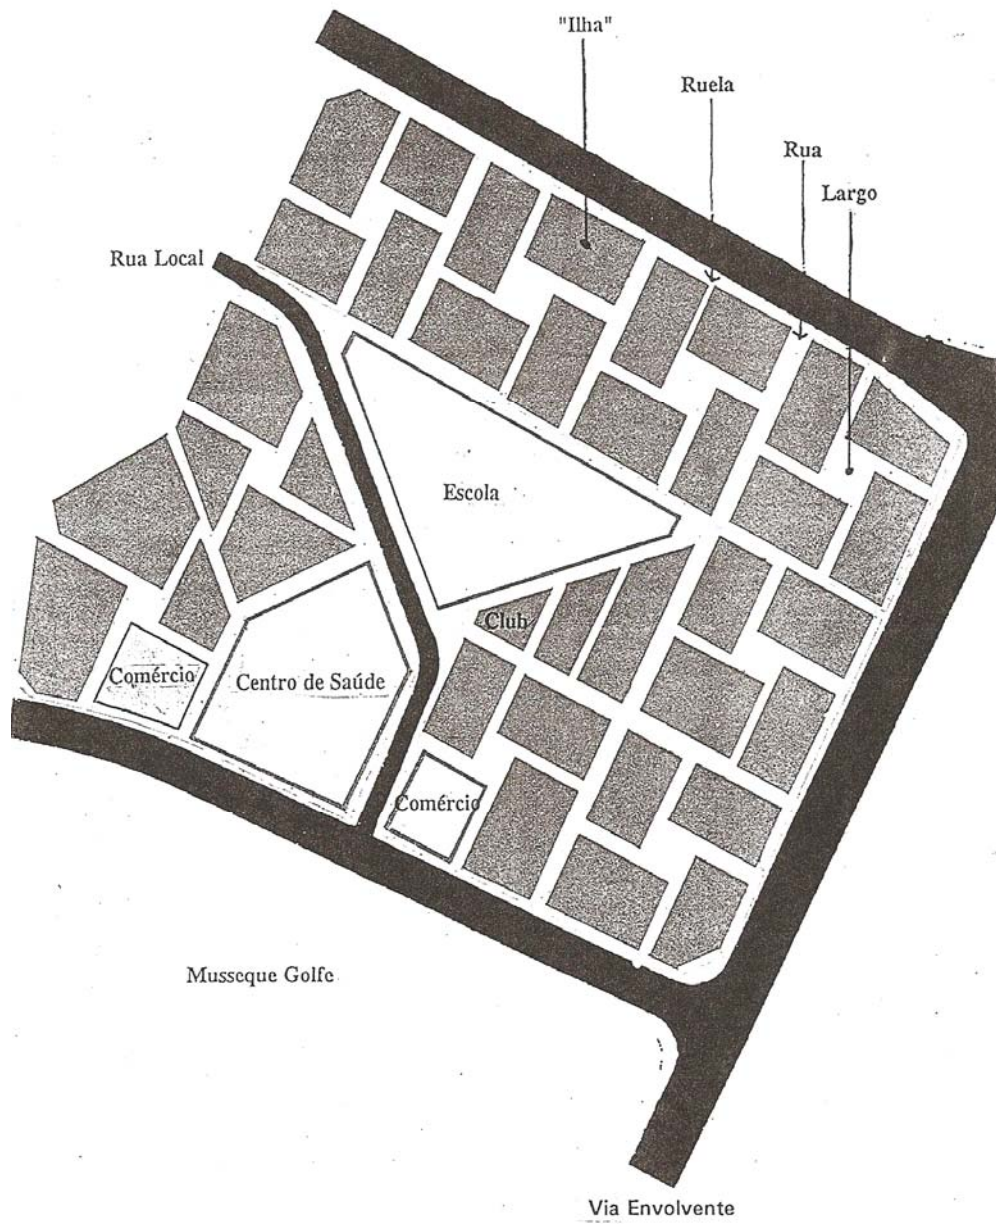 "Ilha"
Ruela
Rua
Largo
Rua Local
Escola
Club
Comércio
Centro de Saúde
Comércio
Musseque Golfe
Via Envolvente